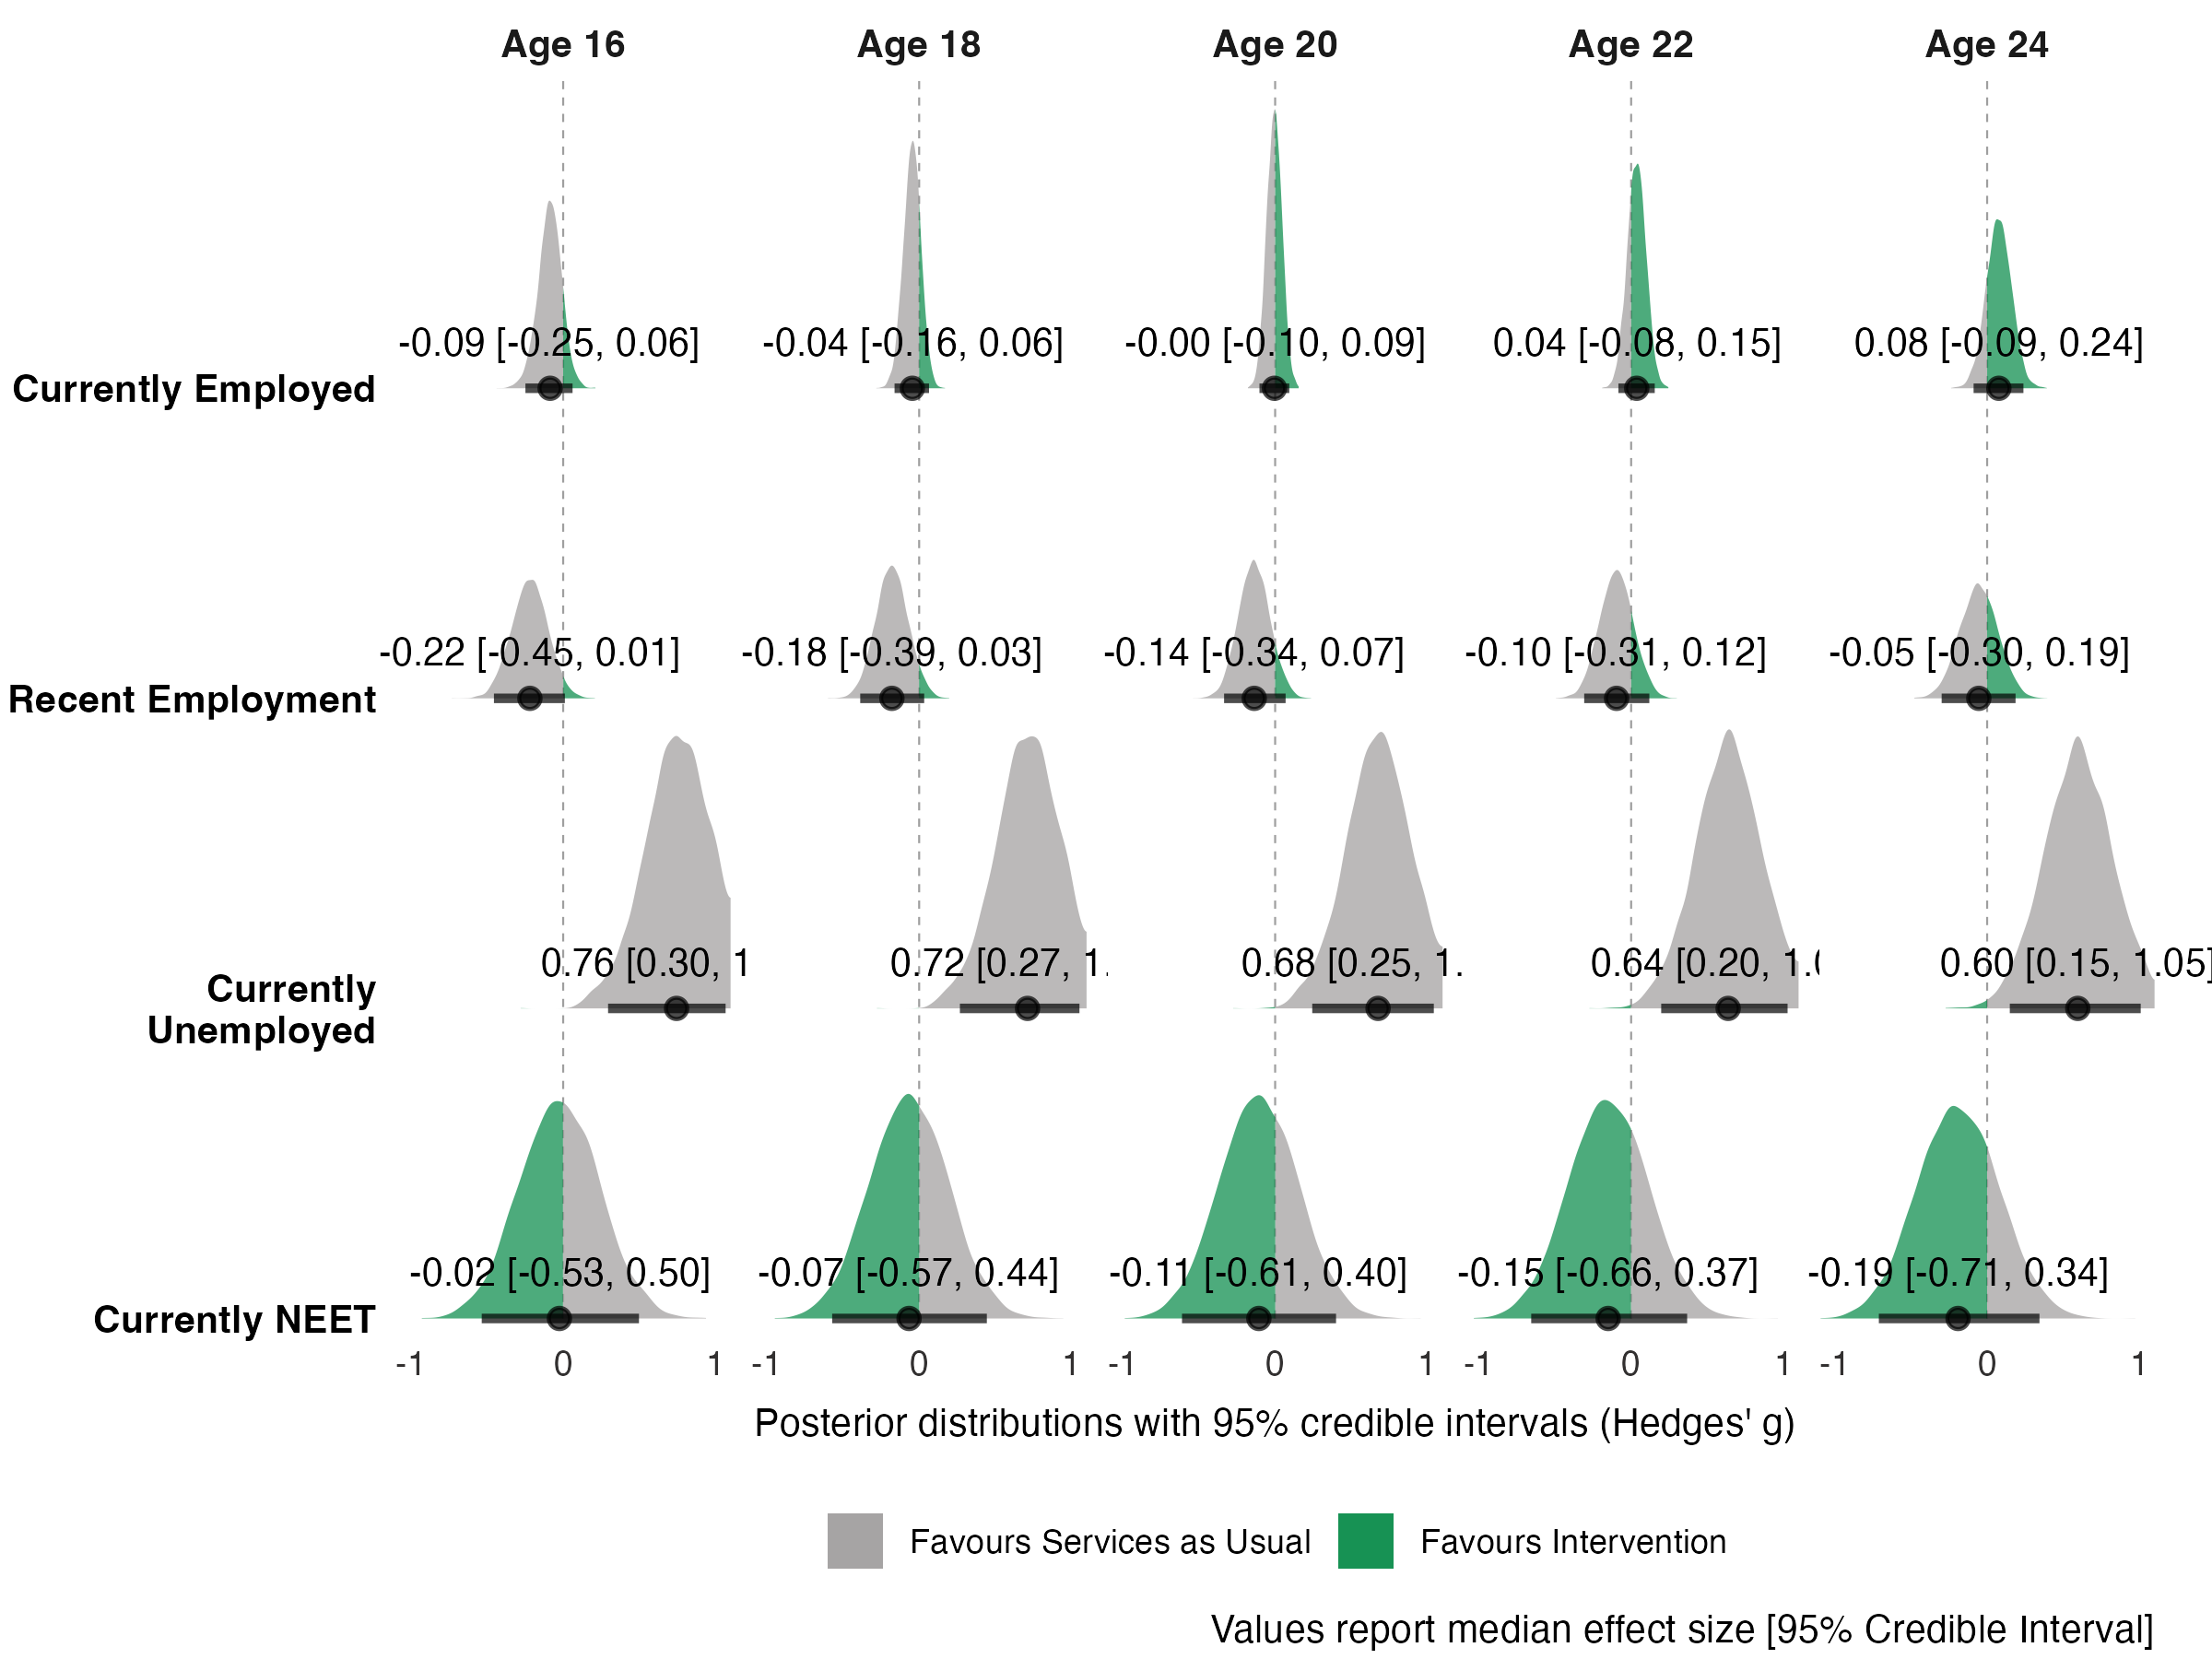 Age 16 Age 18 Age 20 Age 22 Age 24
-0.09 [-0.25, 0.06] -0.04 [-0.16, 0.06] -0.00 [-0.10, 0.09] 0.04 [-0.08, 0.15] 0.08 [-0.09, 0.24]
Currently Employed
-0.22 [-0.45, 0.01] -0.18 [-0.39, 0.03] -0.14 [-0.34, 0.07] -0.10 [-0.31, 0.12] -0.05 [-0.30, 0.19]
Recent Employment
0.76 [0.30, 1 0.72 [0.27, 1. 0.68 [0.25, 1. 0.64 [0.20, 1. 0.60 [0.15, 1.05]
Currently
Unemployed
-0.02 [-0.53, 0.50] -0.07 [-0.57, 0.44] -0.11 [-0.61, 0.40] -0.15 [-0.66, 0.37] -0.19 [-0.71, 0.34]
Currently NEET
-1 0 1 -1 0 1 -1 0 1 -1 0 1 -1 0 1
Posterior distributions with 95% credible intervals (Hedges' g)
Favours Services as Usual Favours Intervention
Values report median effect size [95% Credible Interval]